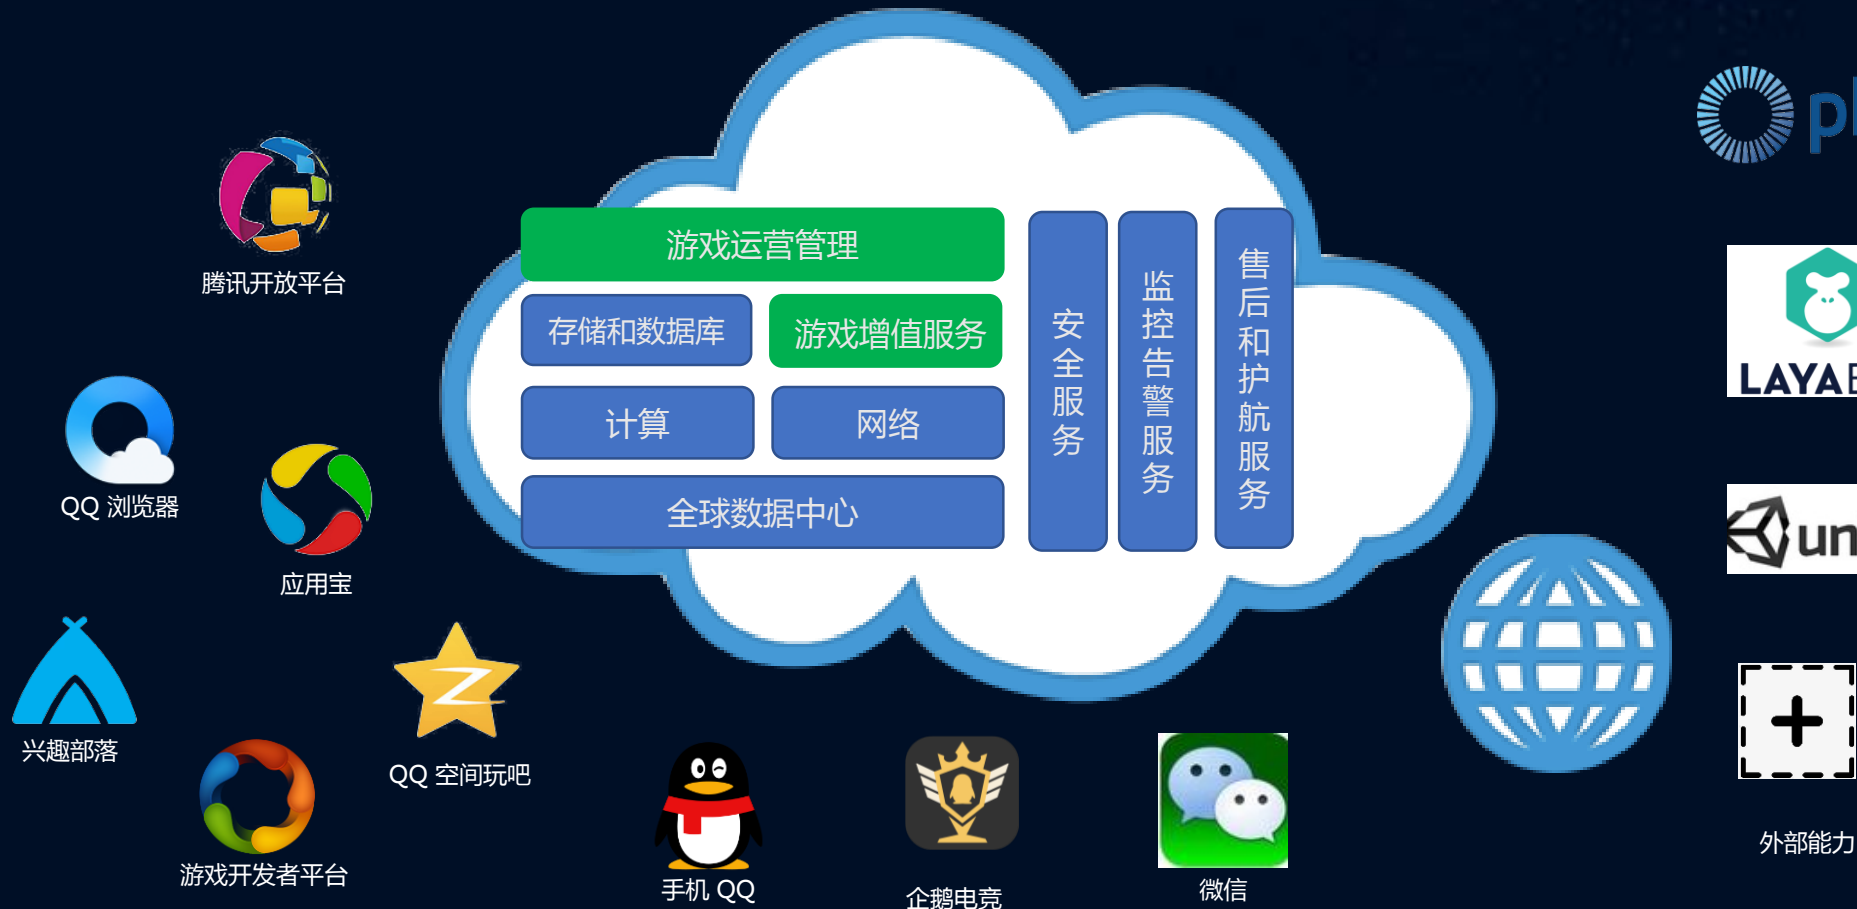 游戏运营管理
存储和数据库
游戏增值服务
计算
网络
全球数据中心
安全服务
监控告警服务
售后和护航服务
腾讯开放平台
QQ 浏览器
应用宝
兴趣部落
QQ 空间玩吧
游戏开发者平台
手机 QQ
企鹅电竞
微信
LAYA
un
外部能力